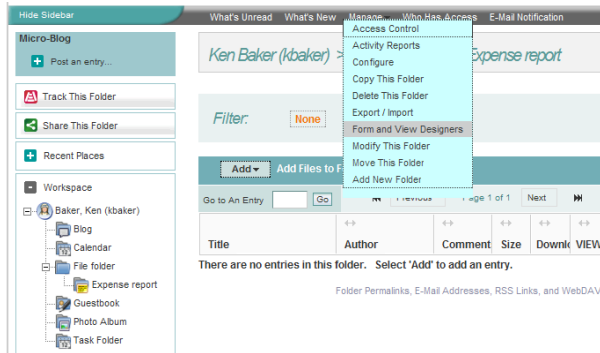 Hide Sidebar
What's Unread What's New Manage Who Has Access E-Mail Notification
Micro-Blog
Post an entry...
Track This Folder
Share This Folder
Recent Places
Workspace
Baker, Ken (kbaker)
Blog
Calendar
File folder
Expense report
Guestbook
Photo Album
Task Folder
Access Control
Activity Reports
Configure
Copy This Folder
Delete This Folder
Export / Import
Form and View Designers
Modify This Folder
Move This Folder
Add New Folder
Ken Baker (kbaker) > Expense report
Filter: None
Add Add Files to F
Go to An Entry Go Previous Page 1 of 1 Next
Title Author Comment Size Downlo VIEW
There are no entries in this folder. Select 'Add' to add an entry.
Folder Permalinks, E-Mail Addresses, RSS Links, and WebDAV